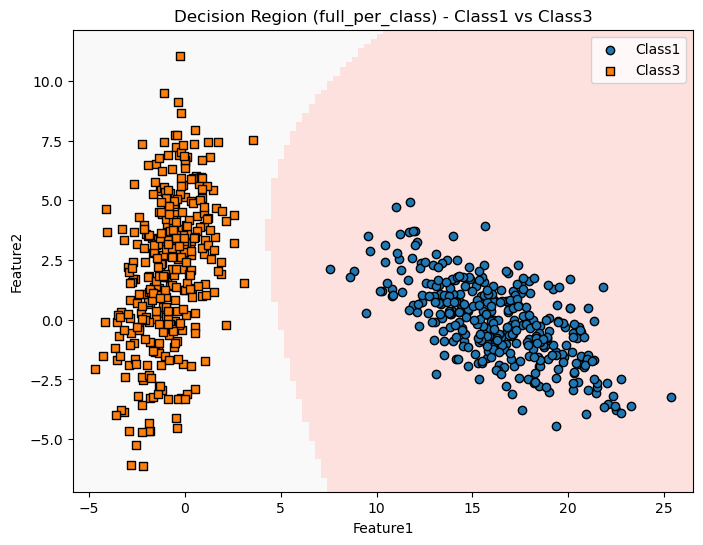 Decision Region (full_per_class) - Class1 vs Class3
Class1
Class3
Feature2
10.0
7.5
5.0
2.5
0.0
−2.5
−5.0
−5
0
5
10
15
20
25
Feature1